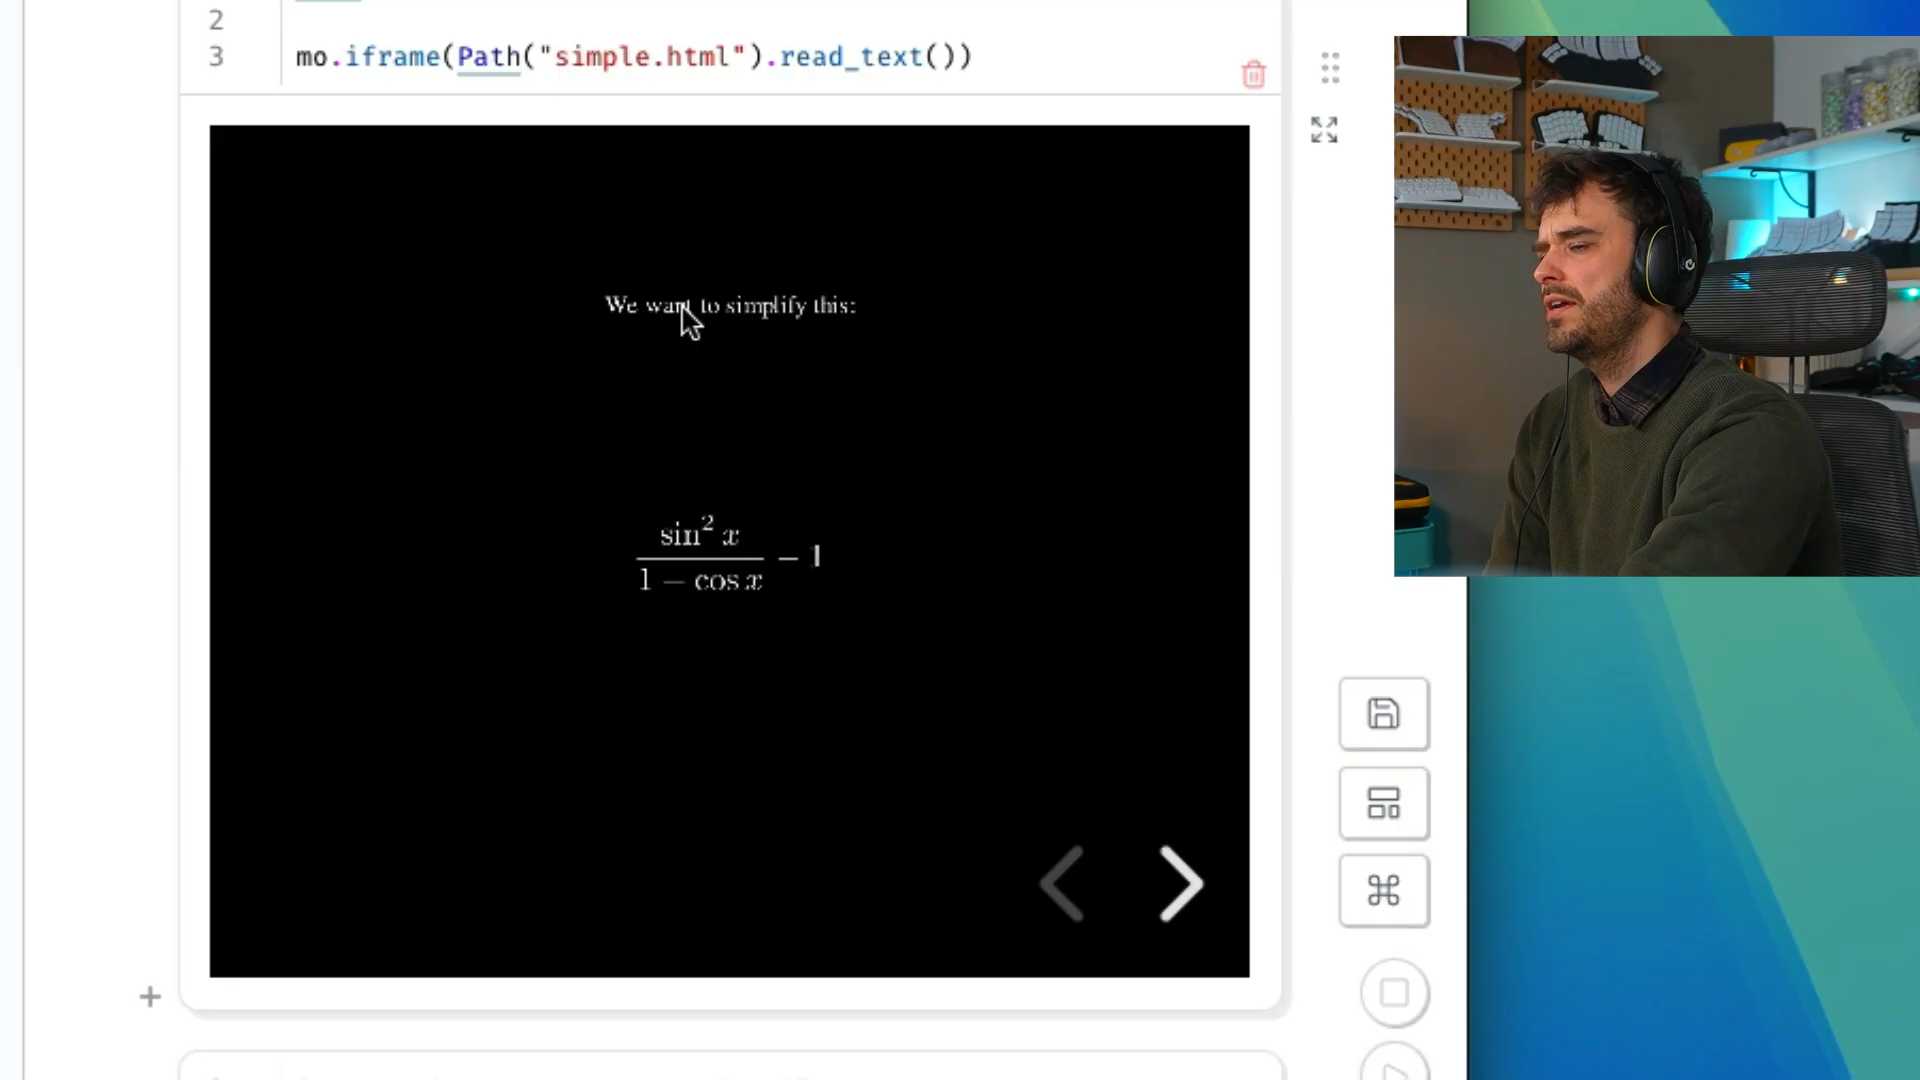 2
3 mo.iframe(Path("simple.html").read_text())
We want to simplify this:
sin² x
1 − cos x
− 1